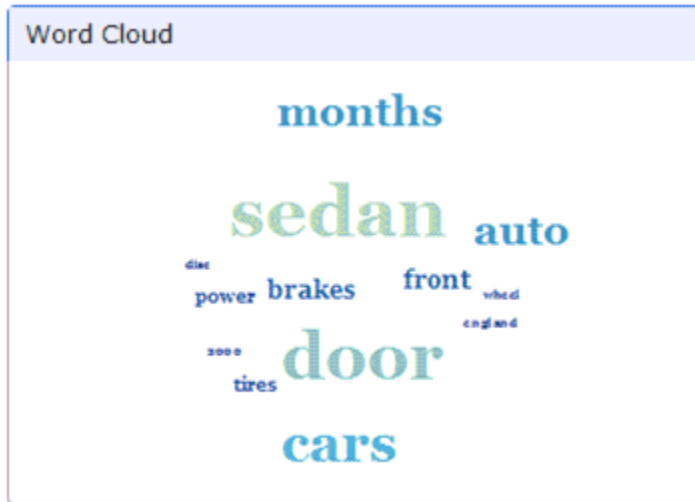 Word Cloud
months
sedan
auto
disc
power
brakes
front
wheel
england
2000
door
tires
cars